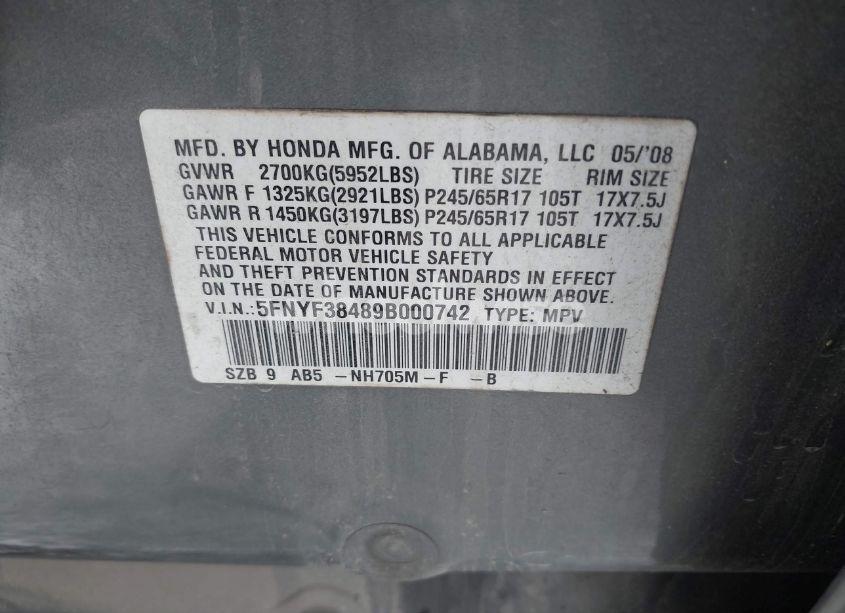 MFD. BY HONDA MFG. OF ALABAMA, LLC 05/'08
GVWR 2700KG(5952LBS) TIRE SIZE RIM SIZE
GAWR F 1325KG(2921LBS) P245/65R17 105T 17X7.5J
GAWR R 1450KG(3197LBS) P245/65R17 105T 17X7.5J
THIS VEHICLE CONFORMS TO ALL APPLICABLE
FEDERAL MOTOR VEHICLE SAFETY
AND THEFT PREVENTION STANDARDS IN EFFECT
ON THE DATE OF MANUFACTURE SHOWN ABOVE.
V.I.N.:5FNYF38489B000742 TYPE: MPV
SZB 9 AB5 -NH705M-F -B